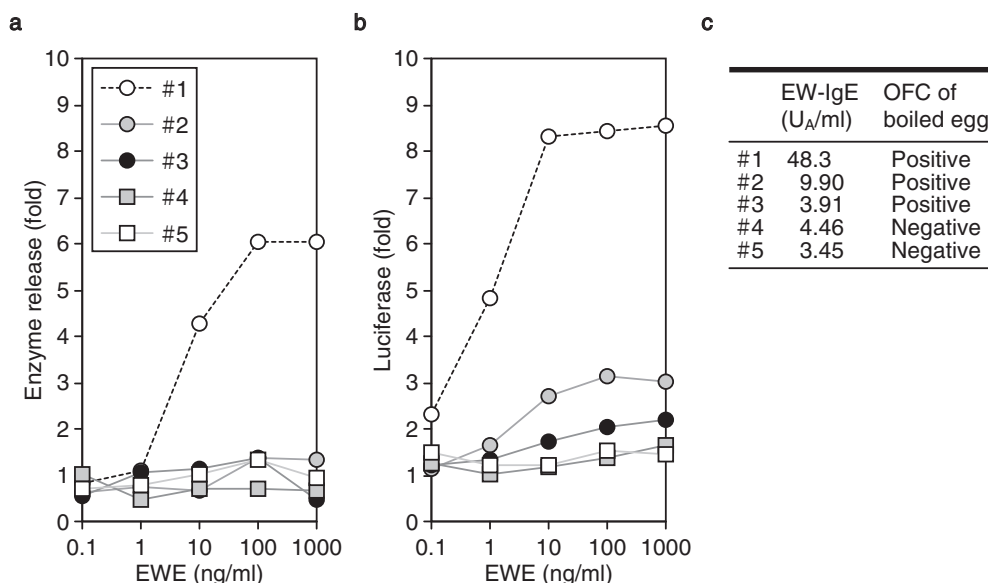 a
b
c
10
9
8
7
6
5
4
3
2
1
0
Enzyme release (fold)
#1
#2
#3
#4
#5
0.1 1 10 100 1000
EWE (ng/ml)
10
9
8
7
6
5
4
3
2
1
0
Luciferase (fold)
0.1 1 10 100 1000
EWE (ng/ml)
EW-IgE OFC of
(UA/ml) boiled egg
#1 48.3 Positive
#2 9.90 Positive
#3 3.91 Positive
#4 4.46 Negative
#5 3.45 Negative